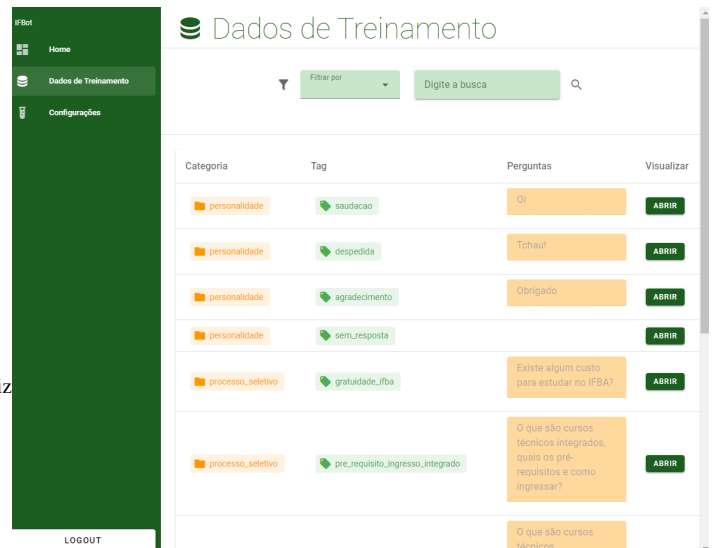 IFBot
Home
Dados de Treinamento
Configurações
LOGOUT
iz
Dados de Treinamento
Filtrar por
Digite a busca
Categoria Tag Perguntas Visualizar
personalidade saudacao Oi ABRIR
personalidade despedida Tchau! ABRIR
personalidade agradecimento Obrigado ABRIR
personalidade sem_resposta ABRIR
processo_seletivo gratuidade_ifba Existe algum custo
para estudar no IFBA? ABRIR
processo_seletivo pre_requisito_ingresso_integrado O que são cursos
técnicos integrados,
quais os pré-
requisitos e como
ingressar? ABRIR
O que são cursos
técnicos